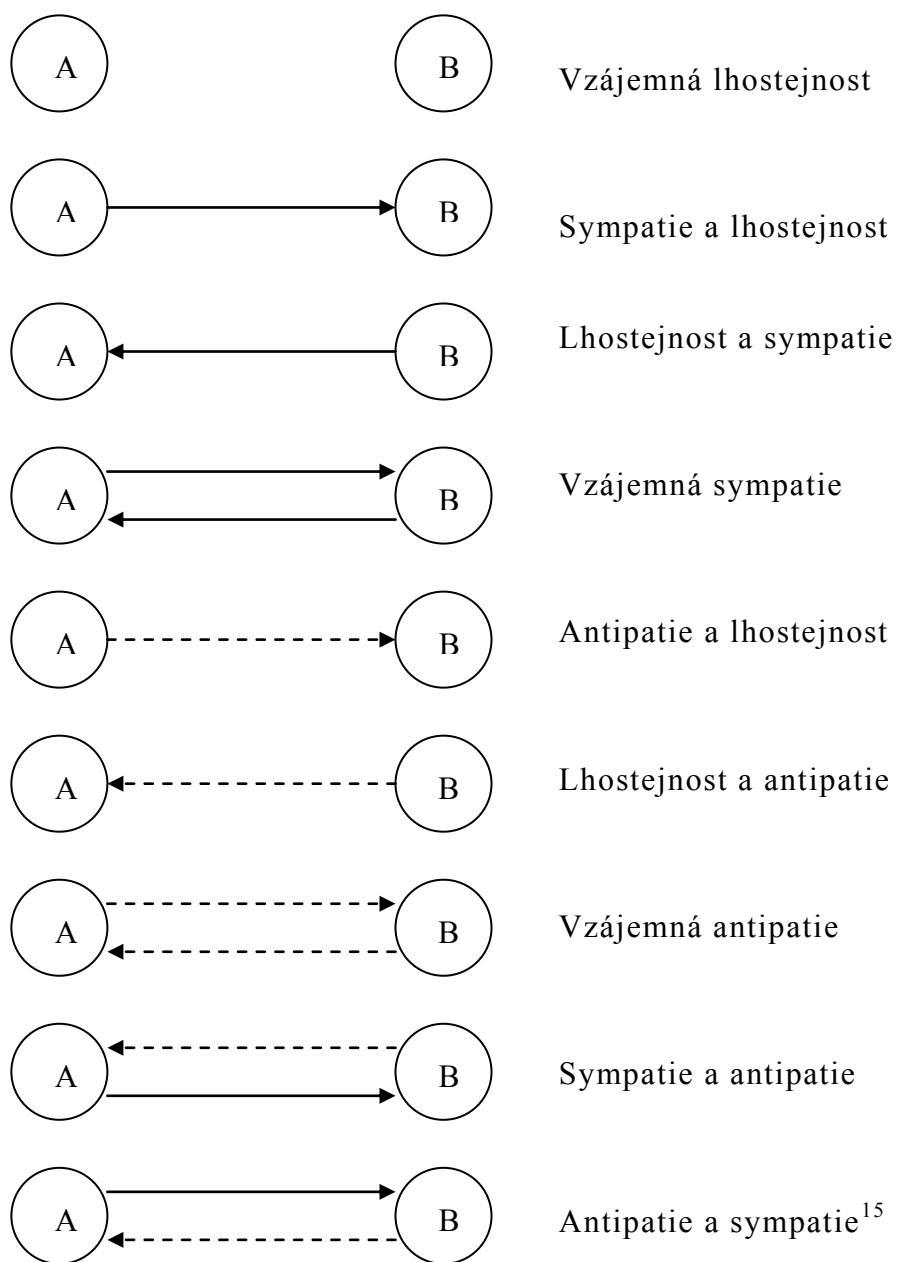 A B Vzájemná lhostejnost
A B Sympatie a lhostejnost
A B Lhostejnost a sympatie
A B Vzájemná sympatie
A B Antipatie a lhostejnost
A B Lhostejnost a antipatie
A B Vzájemná antipatie
A B Sympatie a antipatie
A B Antipatie a sympatie¹⁵